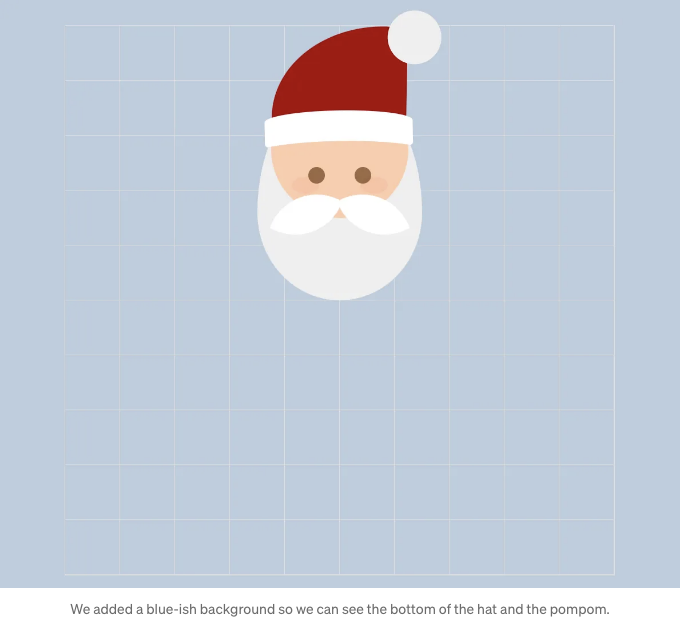 We added a blue-ish background so we can see the bottom of the hat and the pompom.